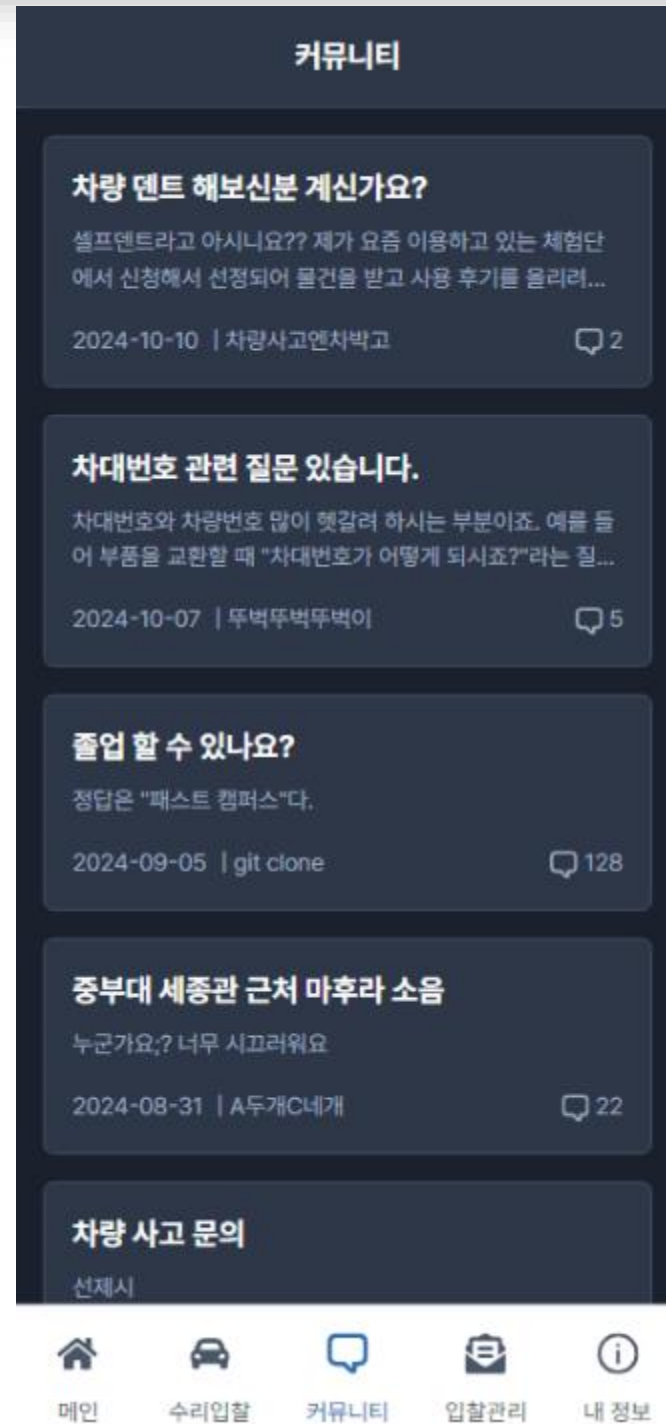 커뮤니티
차량 덴트 해보신분 계신가요?
셀프덴트라고 아시니요?? 제가 요즘 이용하고 있는 체험단
에서 신청해서 선정되어 물건을 받고 사용 후기를 올리려...
2024-10-10 | 차량사고엔차박고
2
차대번호 관련 질문 있습니다.
차대번호와 차량번호 많이 헷갈려 하시는 부분이죠. 예를 들
어 부품을 교환할 때 "차대번호가 어떻게 되시죠?"라는 질...
2024-10-07 | 뚜벅뚜벅뚜벅이
5
졸업 할 수 있나요?
정답은 "패스트 캠퍼스"다.
2024-09-05 | git clone
128
중부대 세종관 근처 마후라 소음
누군가요;? 너무 시끄러워요
2024-08-31 | A두개C네개
22
차량 사고 문의
선제시
메인
수리입찰
커뮤니티
입찰관리
내 정보